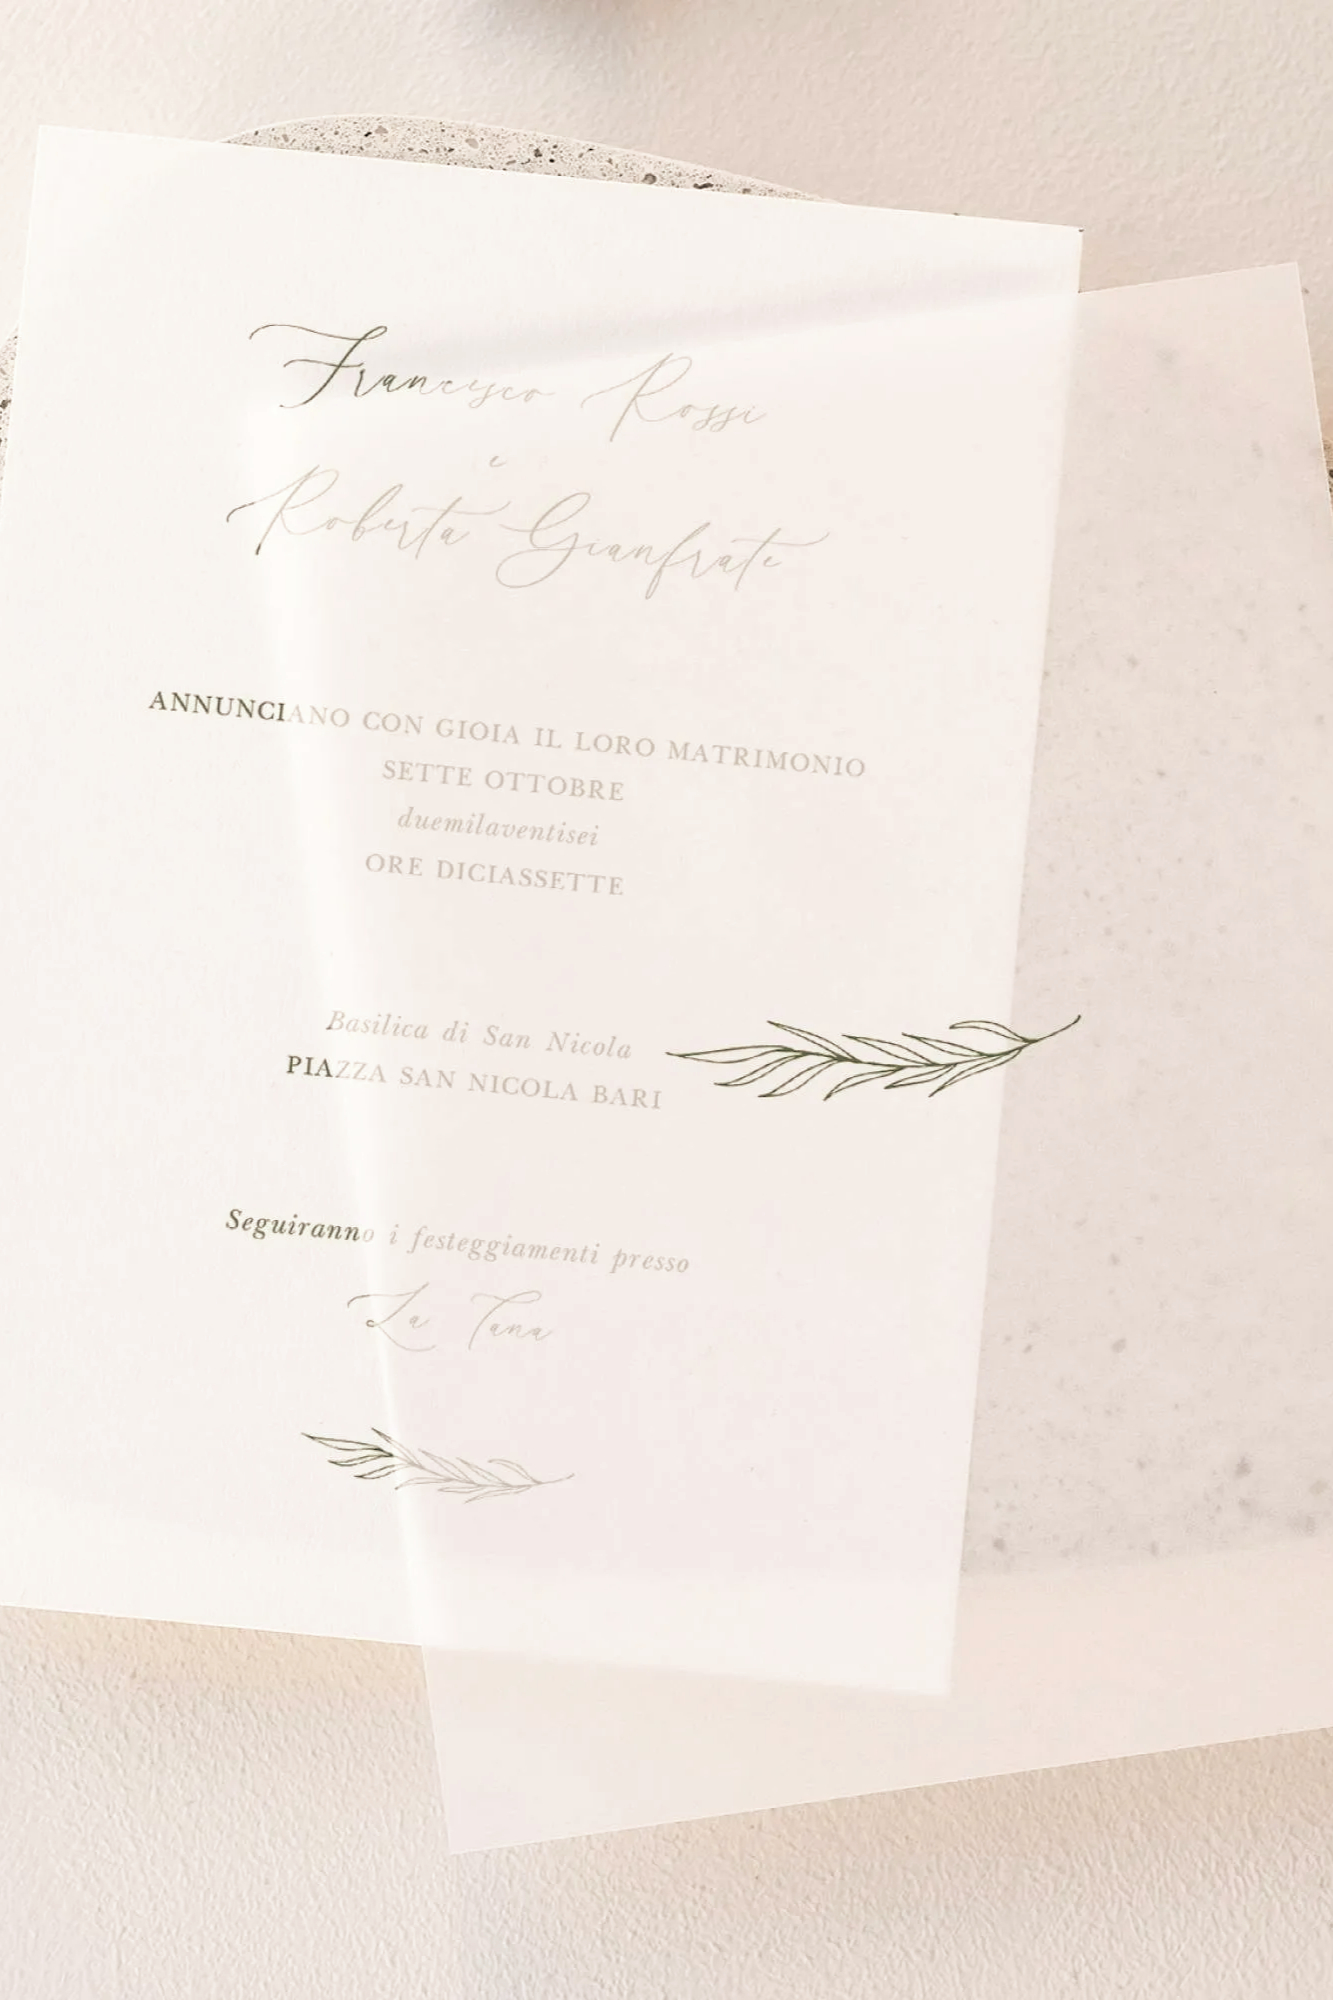 Francesco Rossi
e
Roberta Gianfrate
ANNUNCIANO CON GIOIA IL LORO MATRIMONIO
SETTE OTTOBRE
duemilaventisei
ORE DICIASSETTE
Basilica di San Nicola
PIAZZA SAN NICOLA BARI
Seguiranno i festeggiamenti presso
La Tana